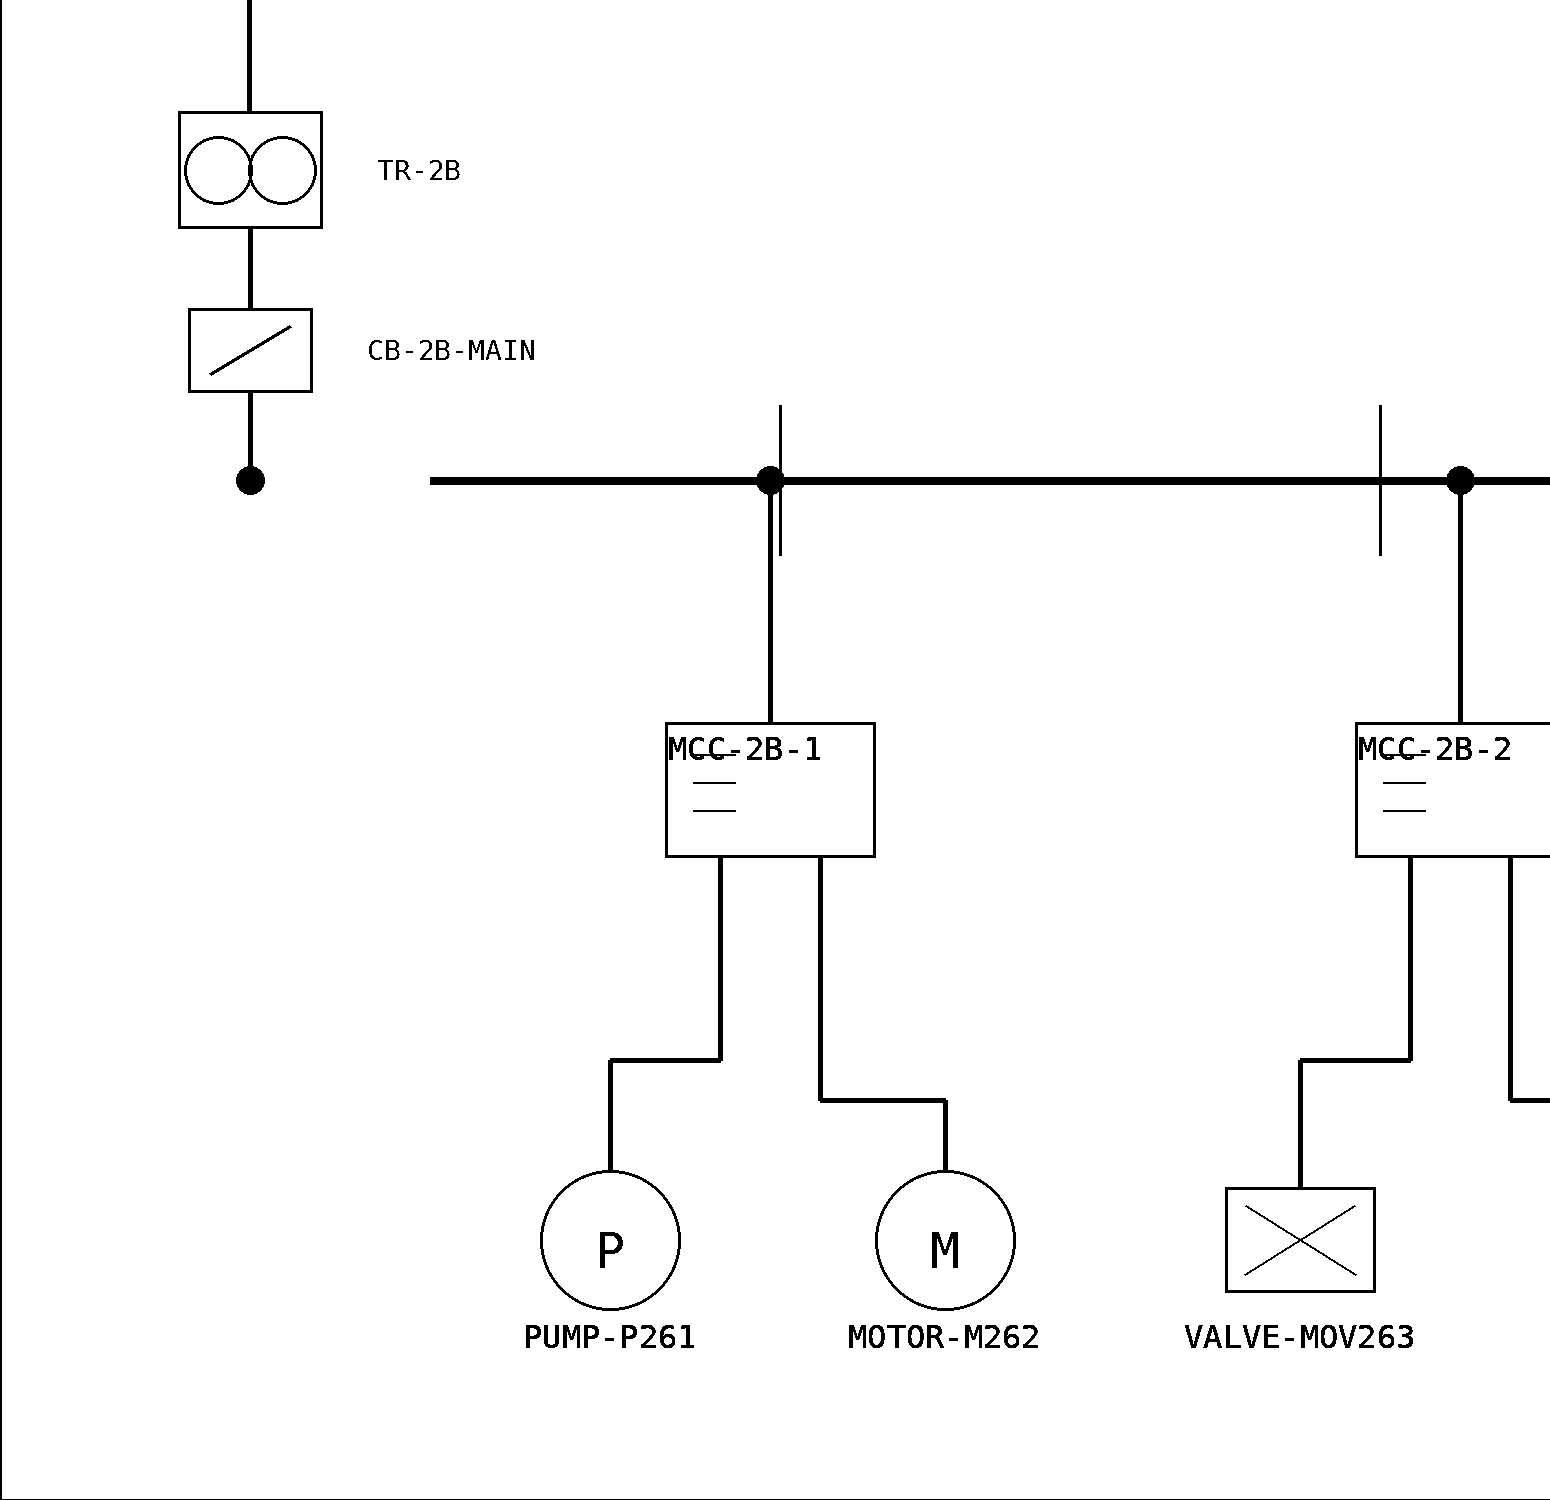 TR-2B
CB-2B-MAIN
MCC-2B-1
MCC-2B-2
P
M
PUMP-P261
MOTOR-M262
VALVE-MOV263